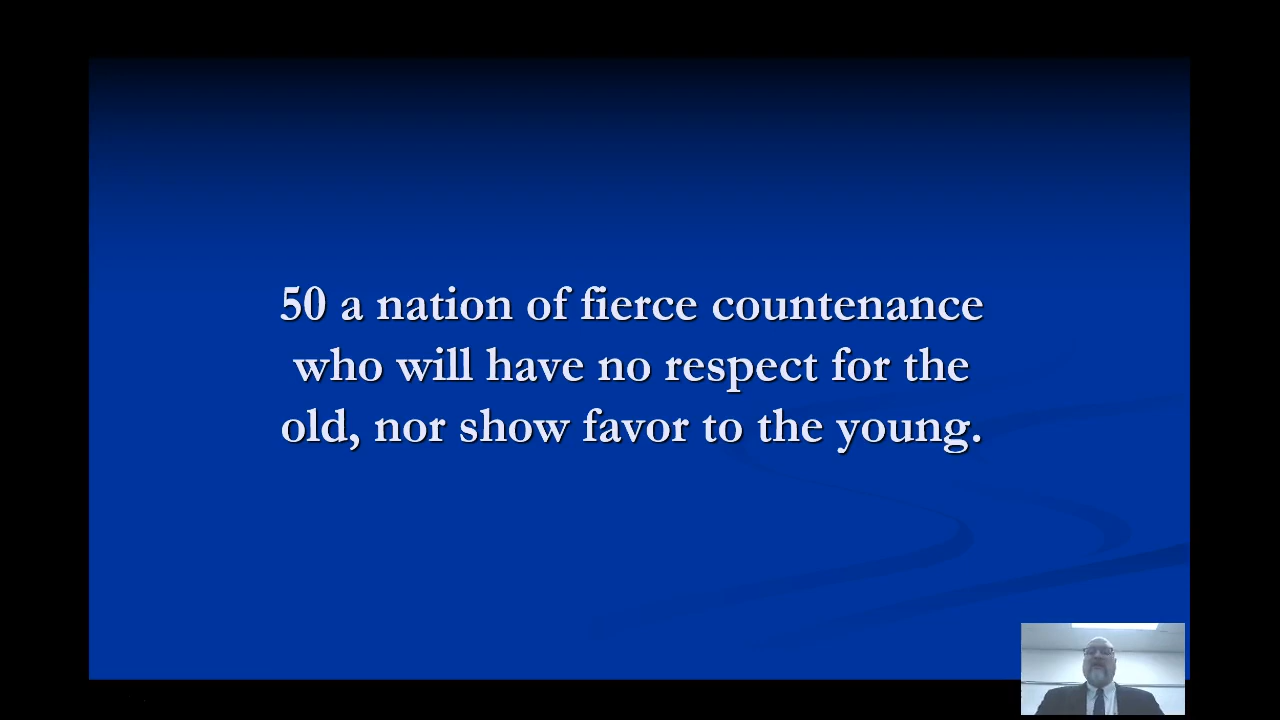 50 a nation of fierce countenance
who will have no respect for the
old, nor show favor to the young.